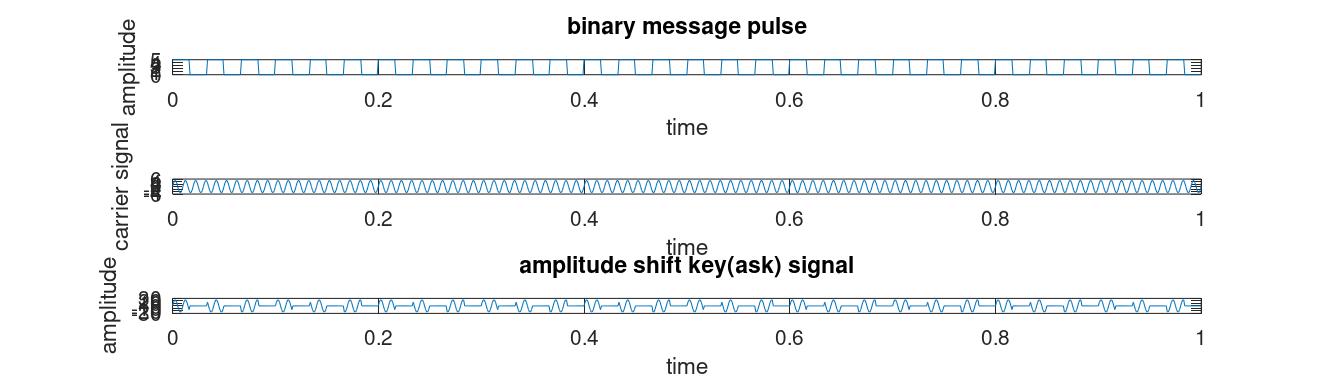 binary message pulse
amplitude
0 0.2 0.4 0.6 0.8 1
time
carrier signal
0 0.2 0.4 0.6 0.8 1
time
amplitude shift key(ask) signal
amplitude
0 0.2 0.4 0.6 0.8 1
time